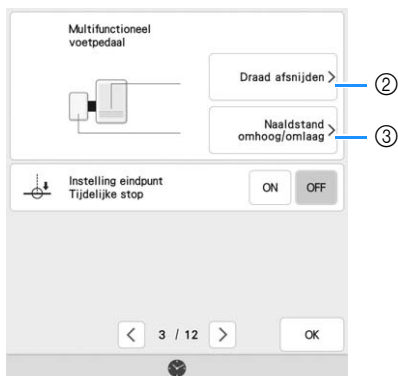 Multifunctioneel
voetpedaal
Draad afsnijden >
②
Naaldstand
omhoog/omlaag >
③
Instelling eindpunt
Tijdelijke stop
ON
OFF
< 3 / 12 >
OK